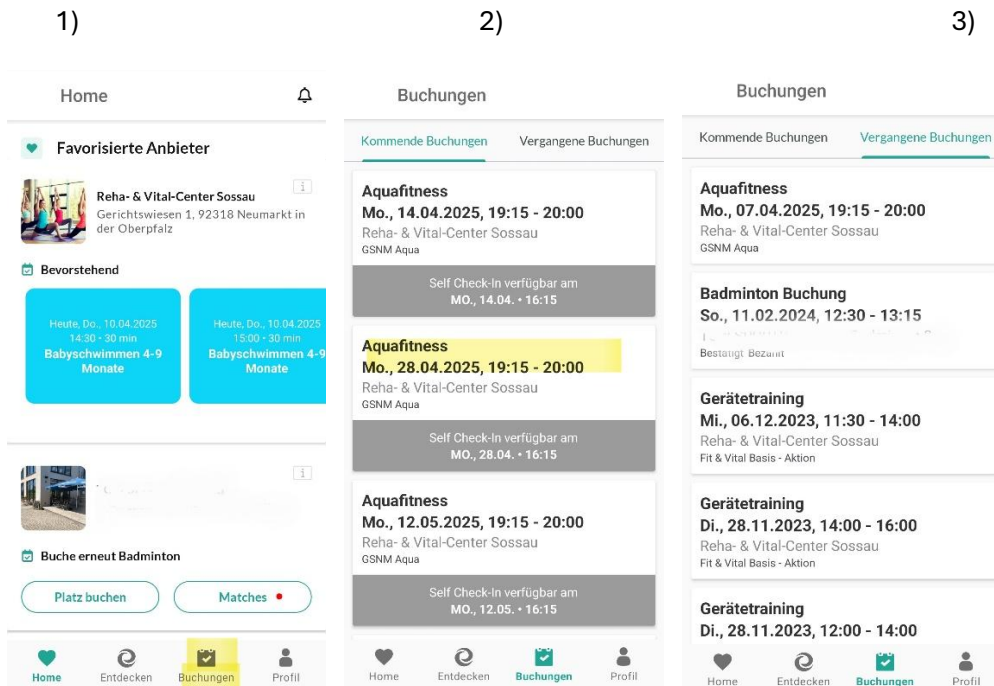 1)
2)
3)
Home
Favorisierte Anbieter
Reha- & Vital-Center Sossau
Gerichtswiesen 1, 92318 Neumarkt in
der Oberpfalz
Bevorstehend
Heute, Do., 10.04.2025
14:30 • 30 min
Babyschwimmen 4-9
Monate
Heute, Do., 10.04.2025
15:00 • 30 min
Babyschwimmen 4-9
Monate
Buche erneut Badminton
Platz buchen
Matches
Home
Entdecken
Buchungen
Profil
Buchungen
Kommende Buchungen
Vergangene Buchungen
Aquafitness
Mo., 14.04.2025, 19:15 - 20:00
Reha- & Vital-Center Sossau
GSNM Aqua
Self Check-In verfügbar am
MO., 14.04. • 16:15
Aquafitness
Mo., 28.04.2025, 19:15 - 20:00
Reha- & Vital-Center Sossau
GSNM Aqua
Self Check-In verfügbar am
MO., 28.04. • 16:15
Aquafitness
Mo., 12.05.2025, 19:15 - 20:00
Reha- & Vital-Center Sossau
GSNM Aqua
Self Check-In verfügbar am
MO., 12.05. • 16:15
Home
Entdecken
Buchungen
Profil
Buchungen
Kommende Buchungen
Vergangene Buchungen
Aquafitness
Mo., 07.04.2025, 19:15 - 20:00
Reha- & Vital-Center Sossau
GSNM Aqua
Badminton Buchung
So., 11.02.2024, 12:30 - 13:15
Bestätigt Bezahlt
Gerätetraining
Mi., 06.12.2023, 11:30 - 14:00
Reha- & Vital-Center Sossau
Fit & Vital Basis - Aktion
Gerätetraining
Di., 28.11.2023, 14:00 - 16:00
Reha- & Vital-Center Sossau
Fit & Vital Basis - Aktion
Gerätetraining
Di., 28.11.2023, 12:00 - 14:00
Home
Entdecken
Buchungen
Profil